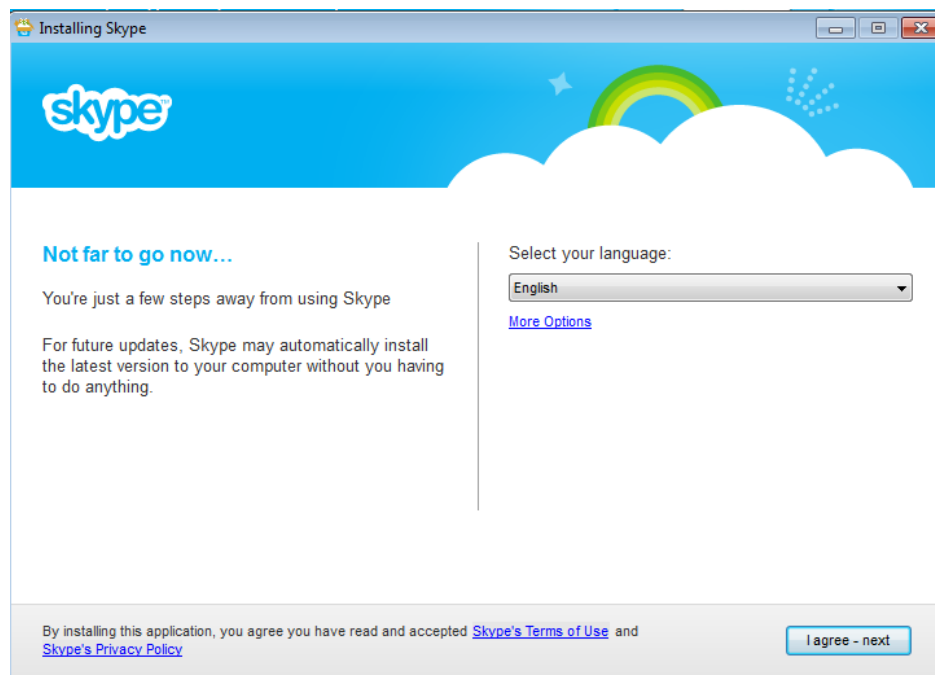 Installing Skype
skype™
Not far to go now...
You're just a few steps away from using Skype
For future updates, Skype may automatically install
the latest version to your computer without you having
to do anything.
Select your language:
English
More Options
By installing this application, you agree you have read and accepted Skype's Terms of Use and
Skype's Privacy Policy
I agree - next